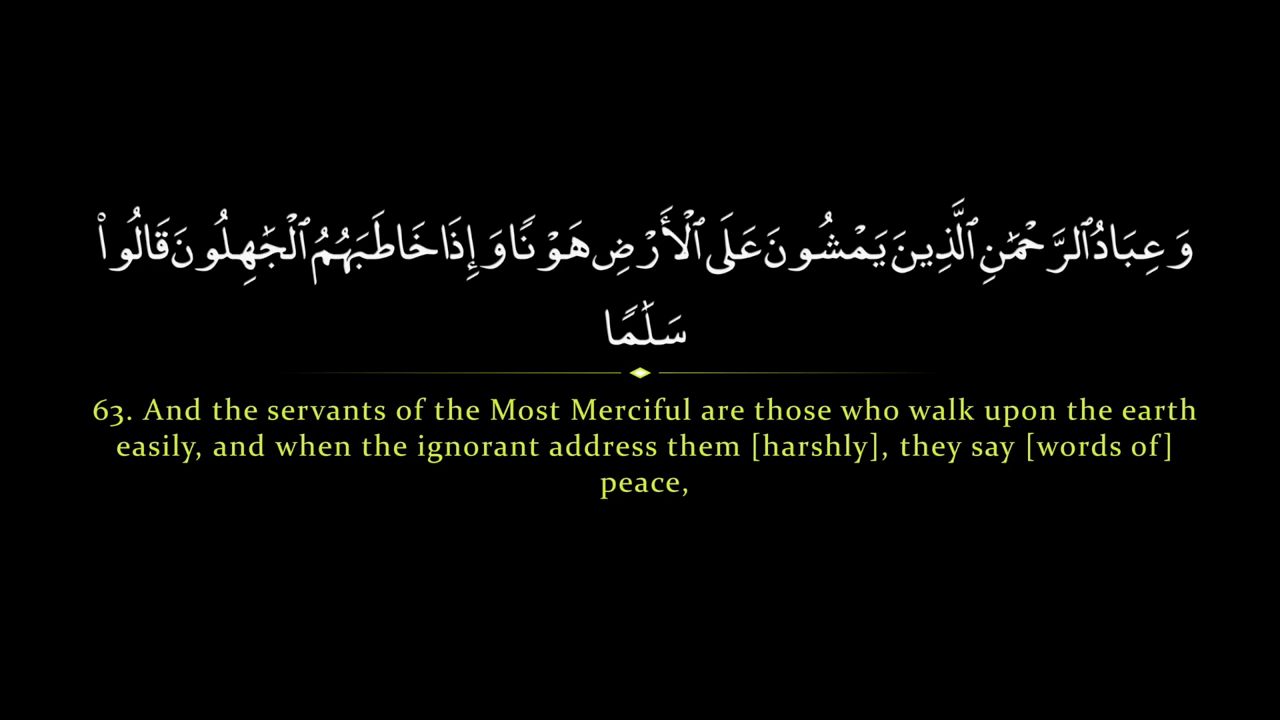 وَعِبَادُ ٱلرَّحْمَٰنِ ٱلَّذِينَ يَمْشُونَ عَلَى ٱلْأَرْضِ هَوْنًا وَإِذَا خَاطَبَهُمُ ٱلْجَٰهِلُونَ قَالُوا۟
سَلَٰمًا
63. And the servants of the Most Merciful are those who walk upon the earth
easily, and when the ignorant address them [harshly], they say [words of]
peace,